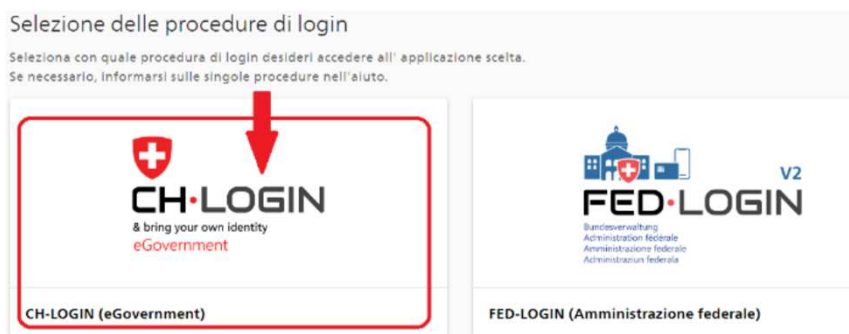 Selezione delle procedure di login
Seleziona con quale procedura di login desideri accedere all' applicazione scelta.
Se necessario, informarsi sulle singole procedure nell'aiuto.
CH·LOGIN
& bring your own identity
eGovernment
CH-LOGIN (eGovernment)
V2
FED·LOGIN
Bundesverwaltung
Administration fédérale
Amministrazione federale
Administraziun federala
FED-LOGIN (Amministrazione federale)